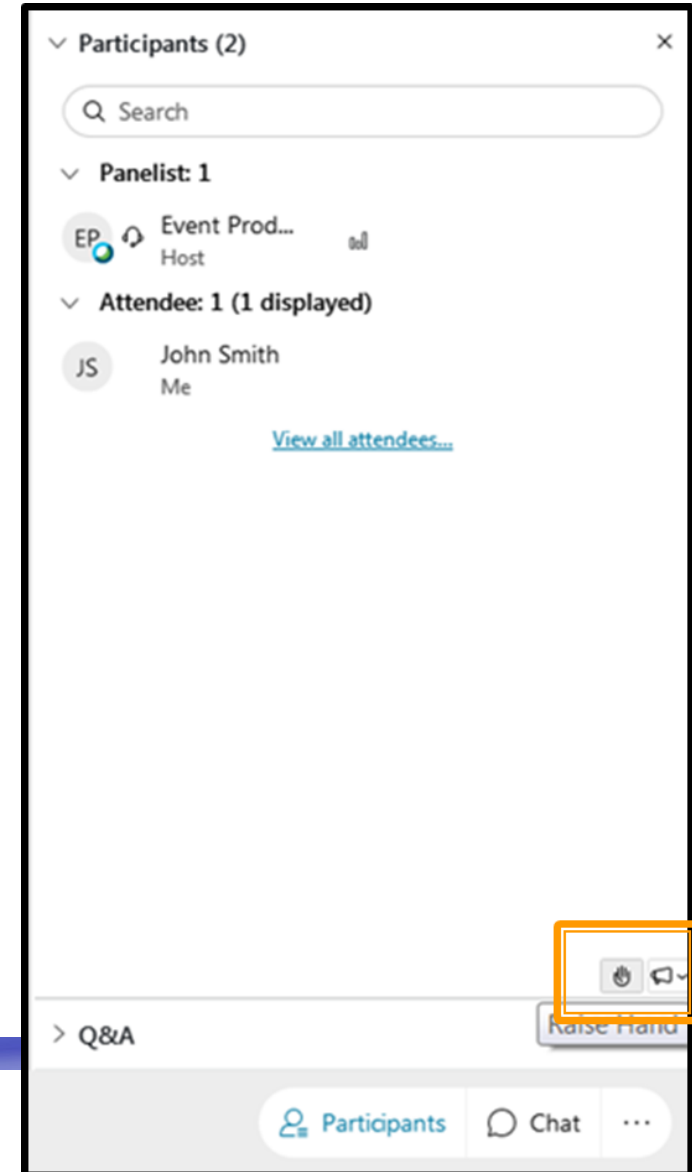 Participants (2)
Search
Panelist: 1
EP
Event Prod...
Host
Attendee: 1 (1 displayed)
JS
John Smith
Me
View all attendees...
Raise Hand
Q&A
Participants
Chat
...